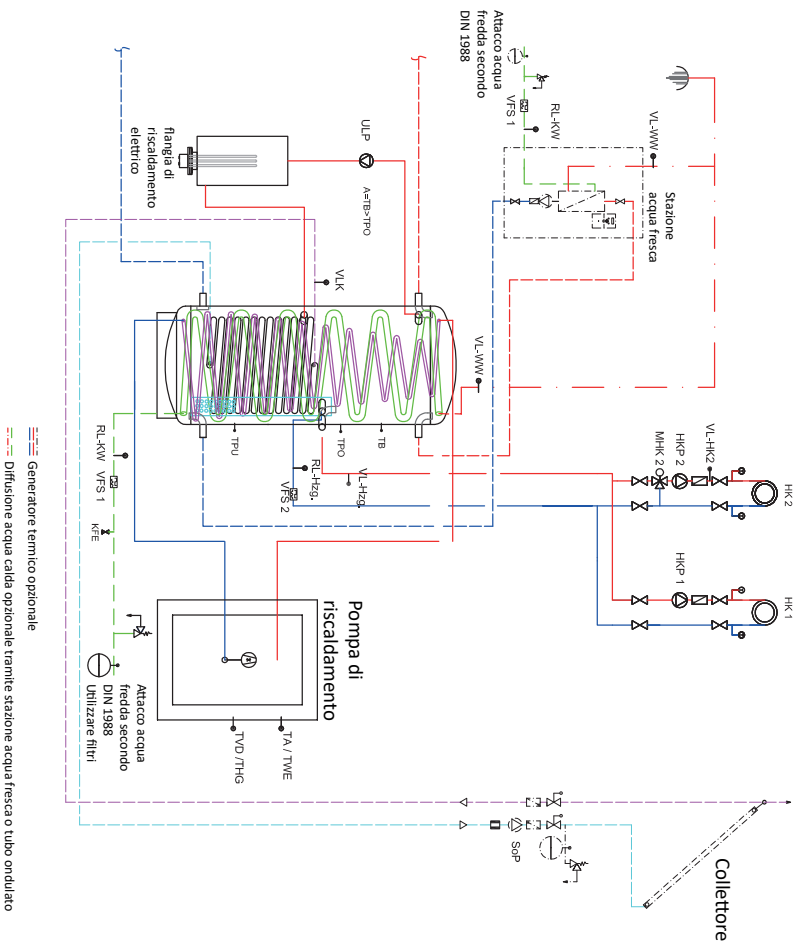 HK 2
HK 1
Collettore
VL-HK2
HKP 2
MHK 2
HKP 1
Stazione
acqua fresca
VL-WW
RL-KW
VFS 1
Attacco acqua
fredda secondo
DIN 1988
SoP
VL-WW
TB
TPO
TPU
VL-Hzg.
RL-Hzg.
VFS 2
ULP
A=TB>TPO
VLK
Pompa di
riscaldamento
TA / TWE
TVD /THG
flangia di
riscaldamento
elettrico
RL-KW
VFS 1
KFE
Attacco acqua
fredda secondo
DIN 1988
Utilizzare filtri
Generatore termico opzionale
Diffusione acqua calda opzionale tramite stazione acqua fresca o tubo ondulato